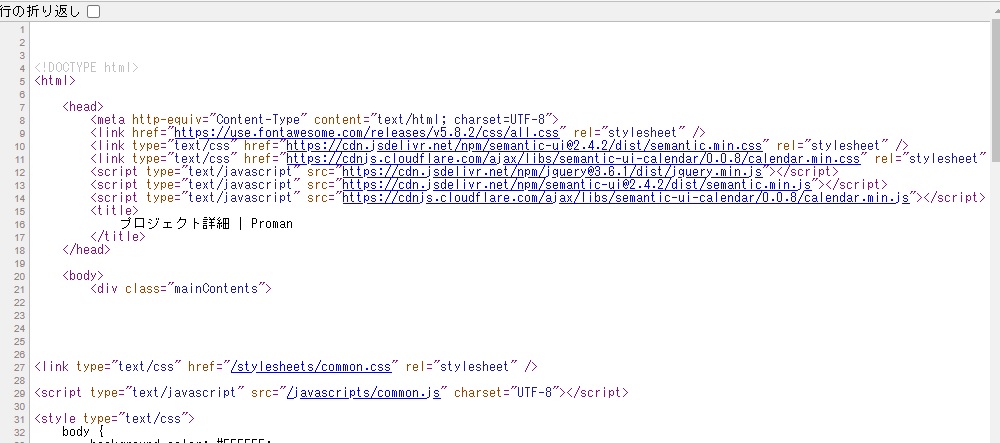 行の折り返し
1
2
3
4 <!DOCTYPE html>
5 <html>
6
7 <head>
8 <meta http-equiv="Content-Type" content="text/html; charset=UTF-8">
9 <link href="https://use.fontawesome.com/releases/v5.8.2/css/all.css" rel="stylesheet" />
10 <link type="text/css" href="https://cdn.jsdelivr.net/npm/semantic-ui@2.4.2/dist/semantic.min.css" rel="stylesheet" />
11 <link type="text/css" href="https://cdnjs.cloudflare.com/ajax/libs/semantic-ui-calendar/0.0.8/calendar.min.css" rel="stylesheet"
12 <script type="text/javascript" src="https://cdn.jsdelivr.net/npm/jquery@3.6.1/dist/jquery.min.js"></script>
13 <script type="text/javascript" src="https://cdn.jsdelivr.net/npm/semantic-ui@2.4.2/dist/semantic.min.js"></script>
14 <script type="text/javascript" src="https://cdnjs.cloudflare.com/ajax/libs/semantic-ui-calendar/0.0.8/calendar.min.js"></script>
15 <title>
16 プロジェクト詳細 | Proman
17 </title>
18 </head>
19
20 <body>
21 <div class="mainContents">
22
23
24
25
26
27 <link type="text/css" href="/stylesheets/common.css" rel="stylesheet" />
28
29 <script type="text/javascript" src="/javascripts/common.js" charset="UTF-8"></script>
30
31 <style type="text/css">
32 body {
background-color: #FFFFFF;